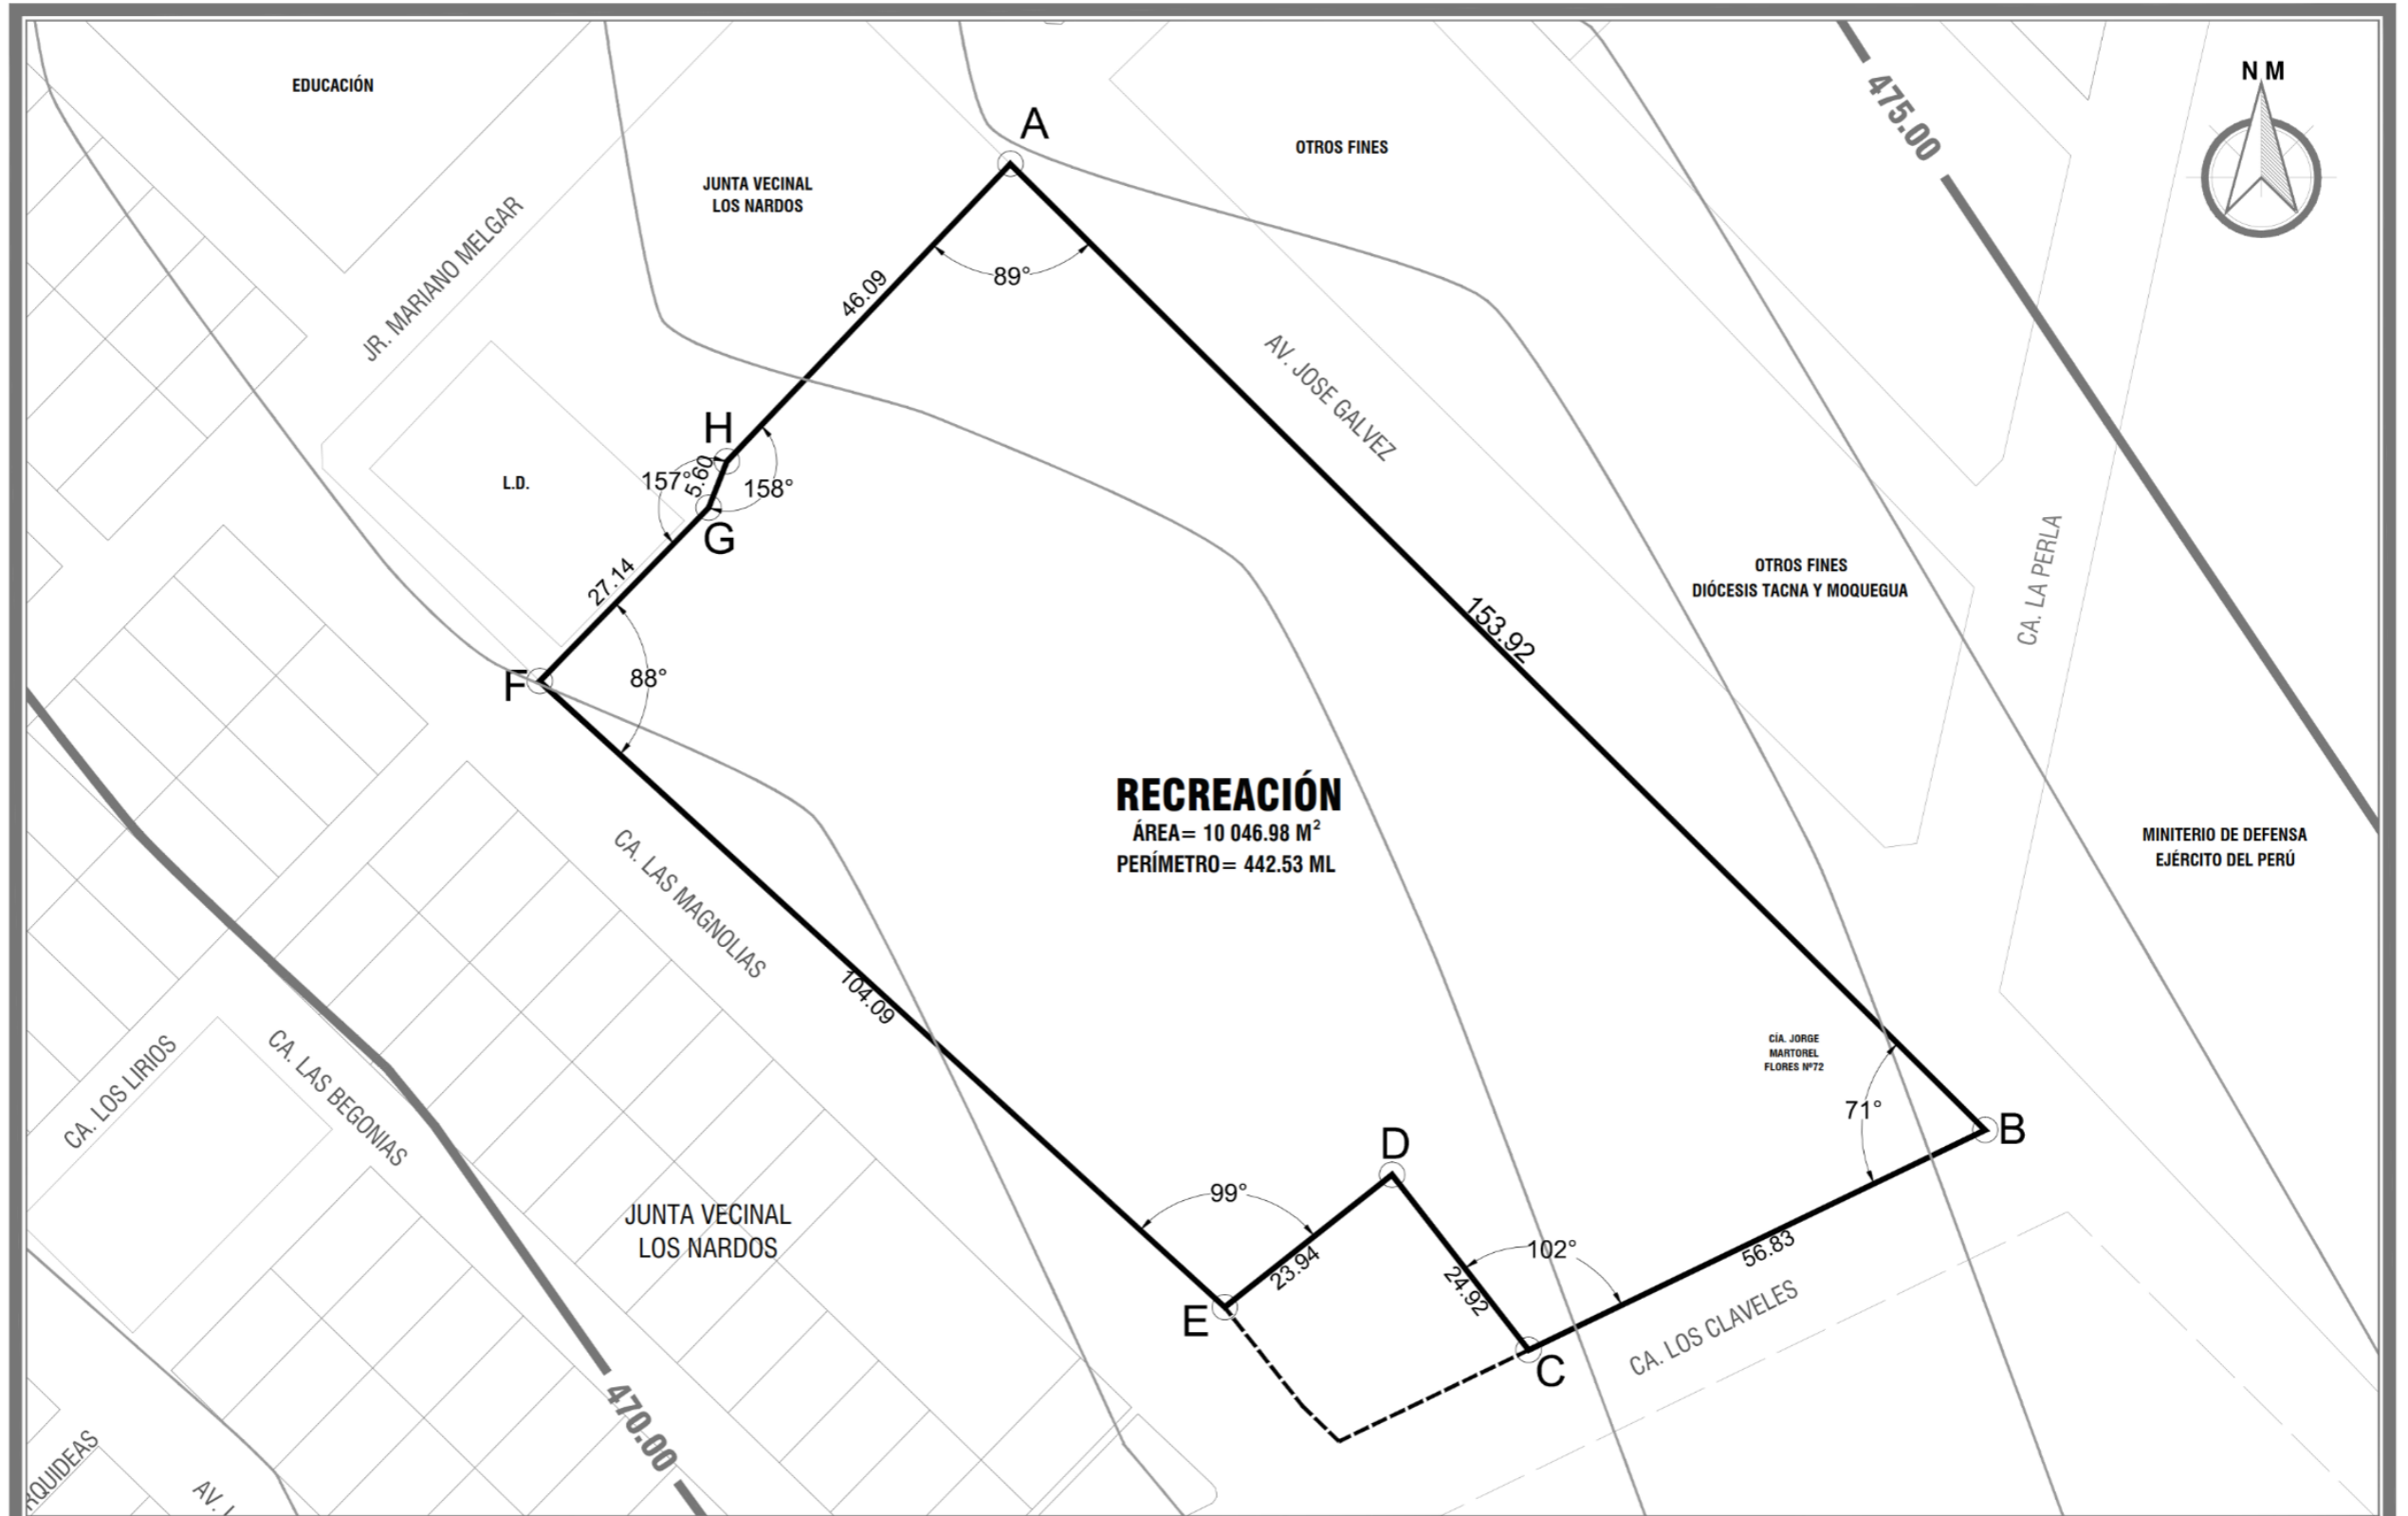 EDUCACIÓN
N M
475.00
A
OTROS FINES
JUNTA VECINAL
LOS NARDOS
JR. MARIANO MELGAR
89°
46.09
AV. JOSE GALVEZ
H
157°
5.60
158°
L.D.
G
CA. LA PERLA
OTROS FINES
DIÓCESIS TACNA Y MOQUEGUA
27.14
153.92
F
88°
RECREACIÓN
ÁREA= 10 046.98 M²
PERÍMETRO= 442.53 ML
MINITERIO DE DEFENSA
EJÉRCITO DEL PERÚ
CA. LAS MAGNOLIAS
104.09
CÍA. JORGE
MARTOREL
FLORES Nº72
CA. LOS LIRIOS
CA. LAS BEGONIAS
71°
B
D
99°
JUNTA VECINAL
LOS NARDOS
102°
23.94
24.92
56.83
E
C
CA. LOS CLAVELES
470.00
RQUIDEAS
AV.